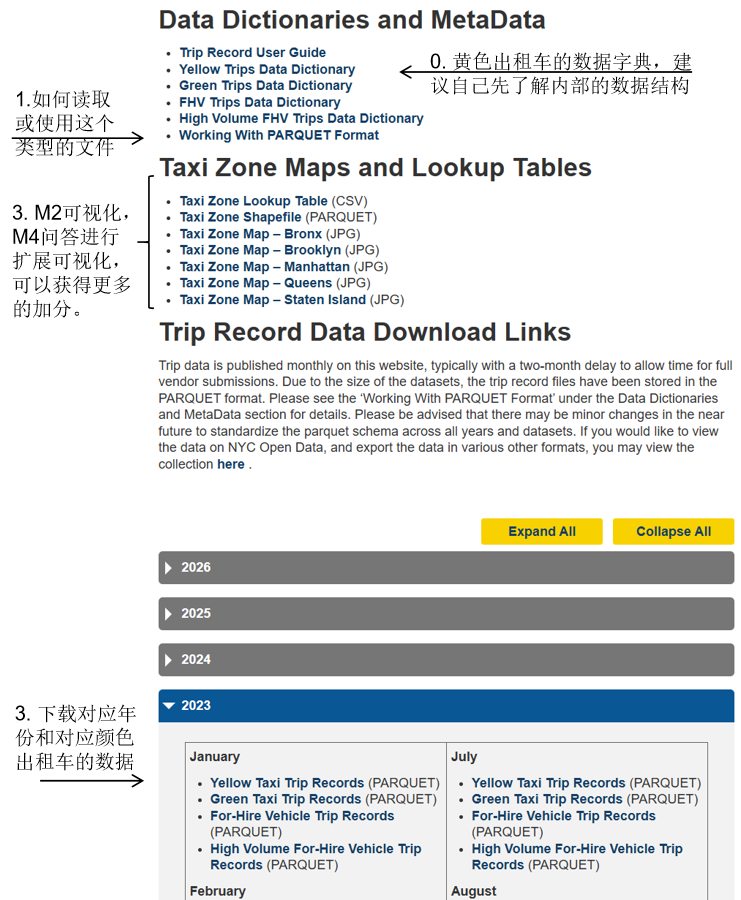 Data Dictionaries and MetaData
Trip Record User Guide
Yellow Trips Data Dictionary
Green Trips Data Dictionary
FHV Trips Data Dictionary
High Volume FHV Trips Data Dictionary
Working With PARQUET Format
0. 黄色出租车的数据字典，建
议自己先了解内部的数据结构
1.如何读取
或使用这个
类型的文件
Taxi Zone Maps and Lookup Tables
Taxi Zone Lookup Table (CSV)
Taxi Zone Shapefile (PARQUET)
Taxi Zone Map – Bronx (JPG)
Taxi Zone Map – Brooklyn (JPG)
Taxi Zone Map – Manhattan (JPG)
Taxi Zone Map – Queens (JPG)
Taxi Zone Map – Staten Island (JPG)
3. M2可视化，
M4问答进行
扩展可视化，
可以获得更多
的加分。
Trip Record Data Download Links
Trip data is published monthly on this website, typically with a two-month delay to allow time for full
vendor submissions. Due to the size of the datasets, the trip record files have been stored in the
PARQUET format. Please see the ‘Working With PARQUET Format’ under the Data Dictionaries
and MetaData section for details. Please be advised that there may be minor changes in the near
future to standardize the parquet schema across all years and datasets. If you would like to view
the data on NYC Open Data, and export the data in various other formats, you may view the
collection here .
Expand All
Collapse All
2026
2025
2024
2023
3. 下载对应年
份和对应颜色
出租车的数据
January
Yellow Taxi Trip Records (PARQUET)
Green Taxi Trip Records (PARQUET)
For-Hire Vehicle Trip Records
(PARQUET)
High Volume For-Hire Vehicle Trip
Records (PARQUET)
February
July
Yellow Taxi Trip Records (PARQUET)
Green Taxi Trip Records (PARQUET)
For-Hire Vehicle Trip Records
(PARQUET)
High Volume For-Hire Vehicle Trip
Records (PARQUET)
August